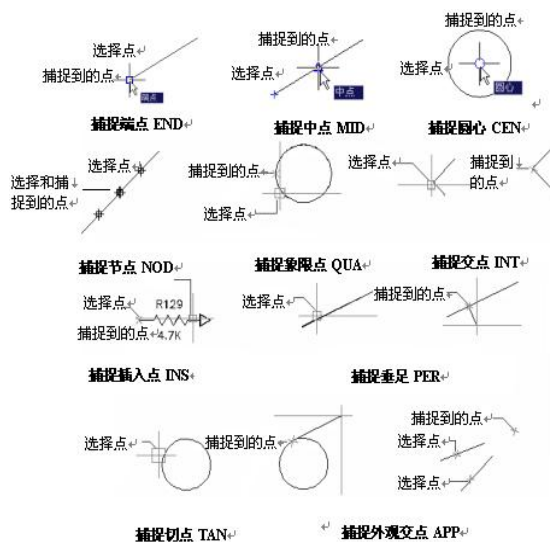 选择点↵
捕捉到的点↵
端点
捕捉端点 END↵
捕捉到的点↵
选择点↵
中点
捕捉中点 MID↵
捕捉到的点↵
选择点↵
圆心
捕捉圆心 CEN↵
选择点↵
选择和捕↓
捉到的点↵
捕捉节点 NOD↵
捕捉到的点↵
选择点↵
捕捉象限点 QUA↵
选择点↵
捕捉到↓
的点↵
捕捉交点 INT↵
选择点↵
R129
捕捉到的点↵
4.7K
捕捉插入点 INS↵
选择点↵
捕捉到的点↵
捕捉垂足 PER↵
选择点↵
捕捉到的点↵
捕捉切点 TAN↵
捕捉到的点↵
选择点↵
选择点↵
↵
捕捉外观交点 APP↵